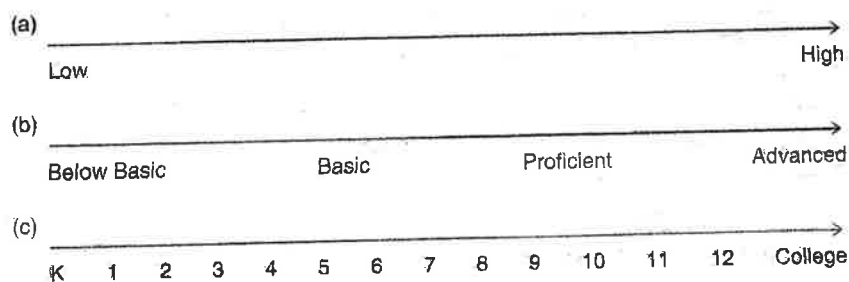 (a)
Low High
(b)
Below Basic Basic Proficient Advanced
(c)
K 1 2 3 4 5 6 7 8 9 10 11 12 College